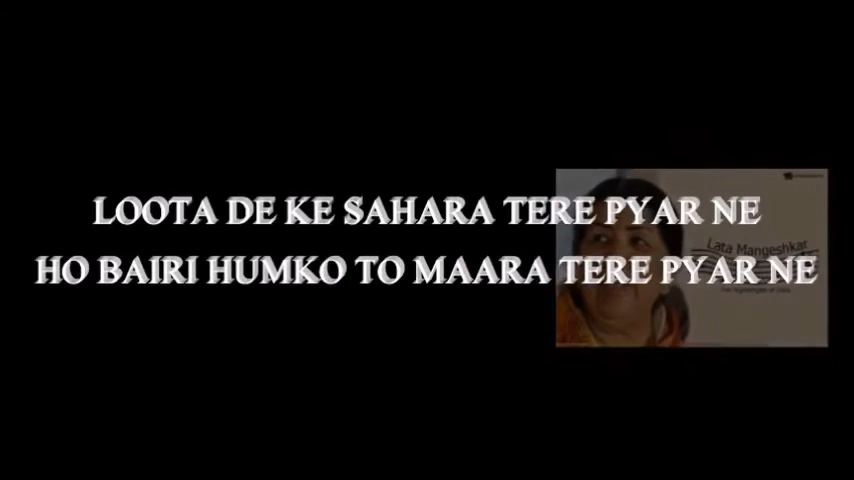 LOOTA DE KE SAHARA TERE PYAR NE
HO BAIRI HUMKO TO MAARA TERE PYAR NE
Lata Mangeshkar